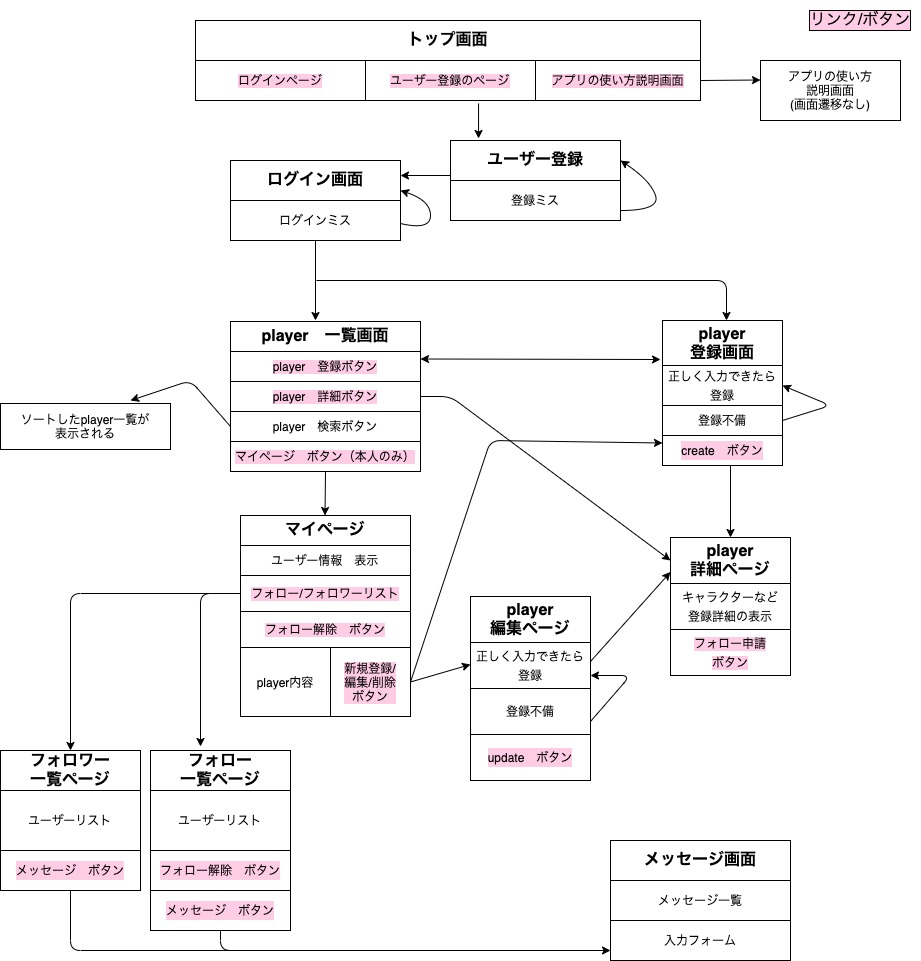 リンク/ボタン
トップ画面
ログインページ
ユーザー登録のページ
アプリの使い方説明画面
アプリの使い方
説明画面
(画面遷移なし)
ユーザー登録
登録ミス
ログイン画面
ログインミス
player　一覧画面
player　登録ボタン
player　詳細ボタン
player　検索ボタン
マイページ　ボタン（本人のみ）
player
登録画面
正しく入力できたら
登録
登録不備
create　ボタン
ソートしたplayer一覧が
表示される
マイページ
ユーザー情報　表示
フォロー/フォロワーリスト
フォロー解除　ボタン
player内容
新規登録/
編集/削除
ボタン
player
編集ページ
正しく入力できたら
登録
登録不備
update　ボタン
player
詳細ページ
キャラクターなど
登録詳細の表示
フォロー申請
ボタン
フォロワー
一覧ページ
ユーザーリスト
メッセージ　ボタン
フォロー
一覧ページ
ユーザーリスト
フォロー解除　ボタン
メッセージ　ボタン
メッセージ画面
メッセージ一覧
入力フォーム